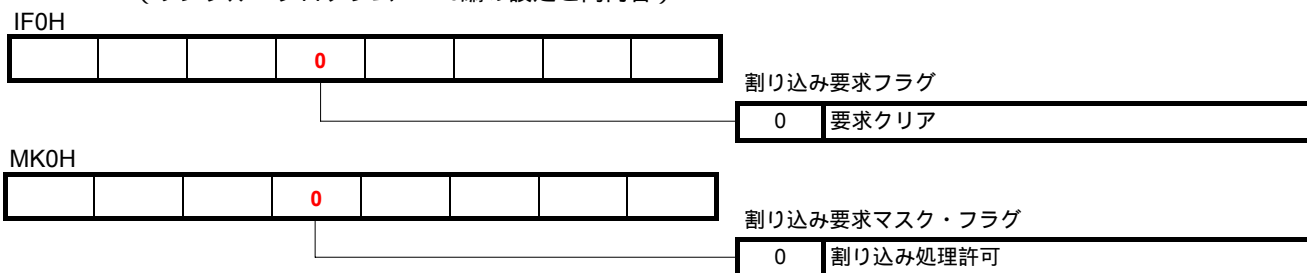 IF0H
0
割り込み要求フラグ
0 要求クリア
MK0H
0
割り込み要求マスク・フラグ
0 割り込み処理許可